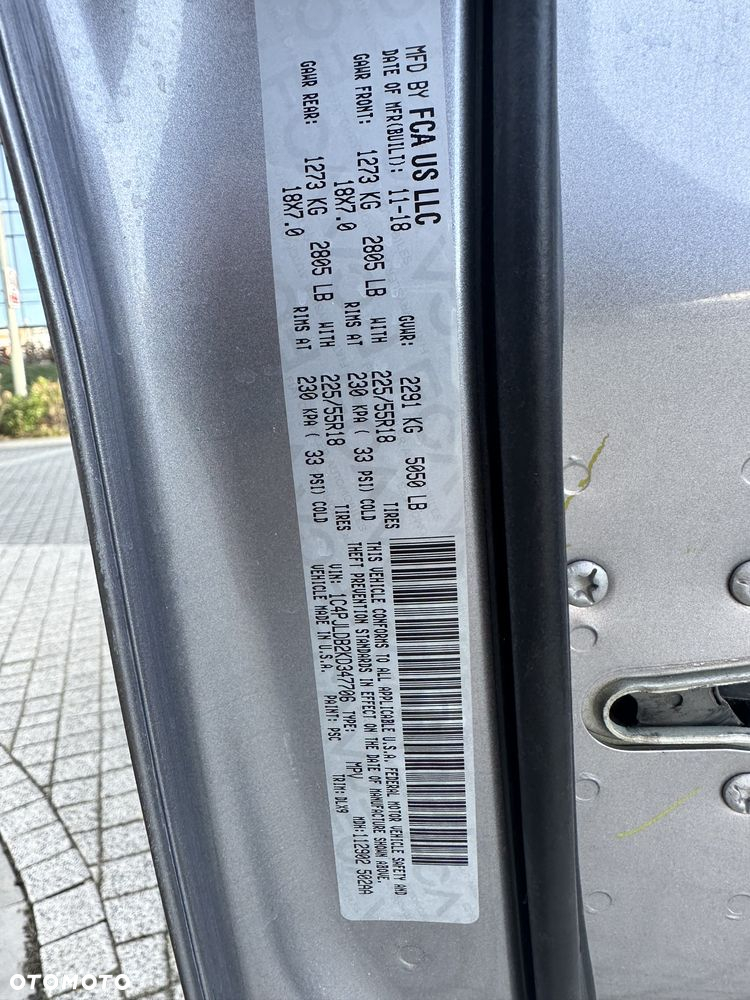 MFD BY FCA US LLC
DATE OF MFR(BUILT): 11-18 GVWR: 2291 KG 5050 LB
GAWR FRONT: 1273 KG 2805 LB WITH 225/55R18 TIRES
18X7.0 RIMS AT 230 KPA ( 33 PSI) COLD
GAWR REAR: 1273 KG 2805 LB WITH 225/55R18 TIRES
18X7.0 RIMS AT 230 KPA ( 33 PSI) COLD
THIS VEHICLE CONFORMS TO ALL APPLICABLE U.S.A. FEDERAL MOTOR VEHICLE SAFETY AND
THEFT PREVENTION STANDARDS IN EFFECT ON THE DATE OF MANUFACTURE SHOWN ABOVE.
VIN: 1C4PJLDB2KD347706 TYPE: MPV MDH: 112902 502AA
VEHICLE MADE IN U.S.A. PAINT: PSC TRIM: DLX9
OTOMOTO